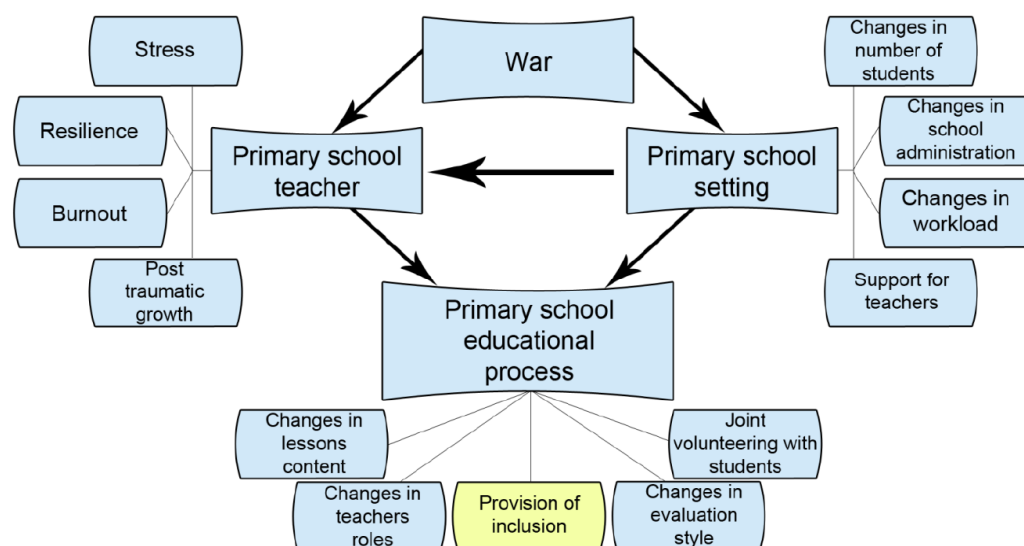 Stress
War
Changes in
number of
students
Resilience
Changes in
school
administration
Primary school
teacher
Primary school
setting
Burnout
Changes in
workload
Post
traumatic
growth
Support for
teachers
Primary school
educational
process
Changes in
lessons
content
Joint
volunteering with
students
Changes in
teachers
roles
Provision of
inclusion
Changes in
evaluation
style